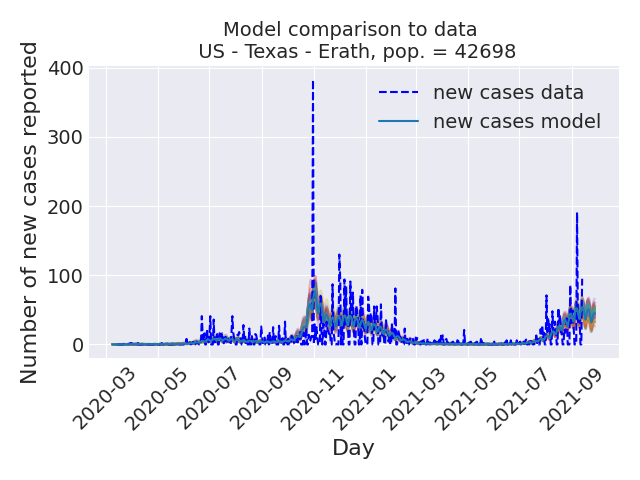 Model comparison to data
US - Texas - Erath, pop. = 42698
new cases data
new cases model
Number of new cases reported
400
300
200
100
0
2020-03
2020-05
2020-07
2020-09
2020-11
2021-01
2021-03
2021-05
2021-07
2021-09
Day